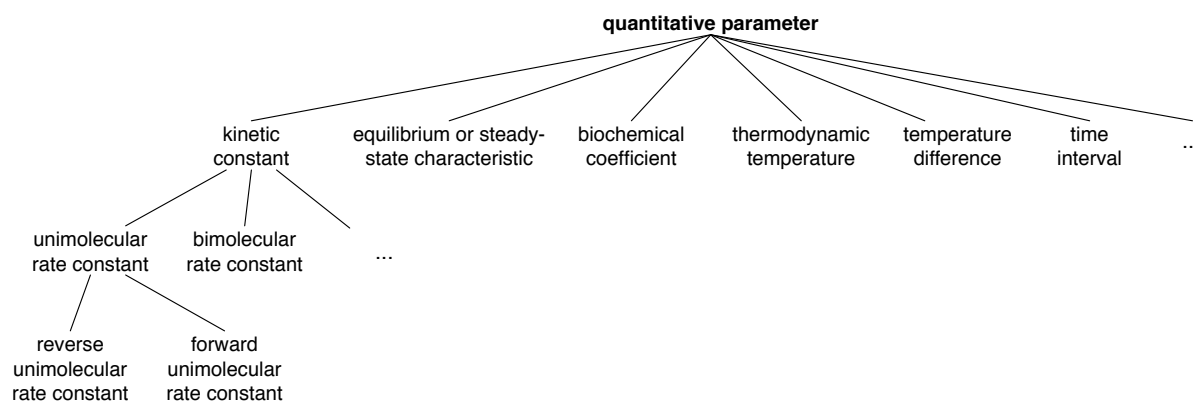 quantitative parameter
kinetic
constant
equilibrium or steady-
state characteristic
biochemical
coefficient
thermodynamic
temperature
temperature
difference
time
interval
...
unimolecular
rate constant
bimolecular
rate constant
...
reverse
unimolecular
rate constant
forward
unimolecular
rate constant